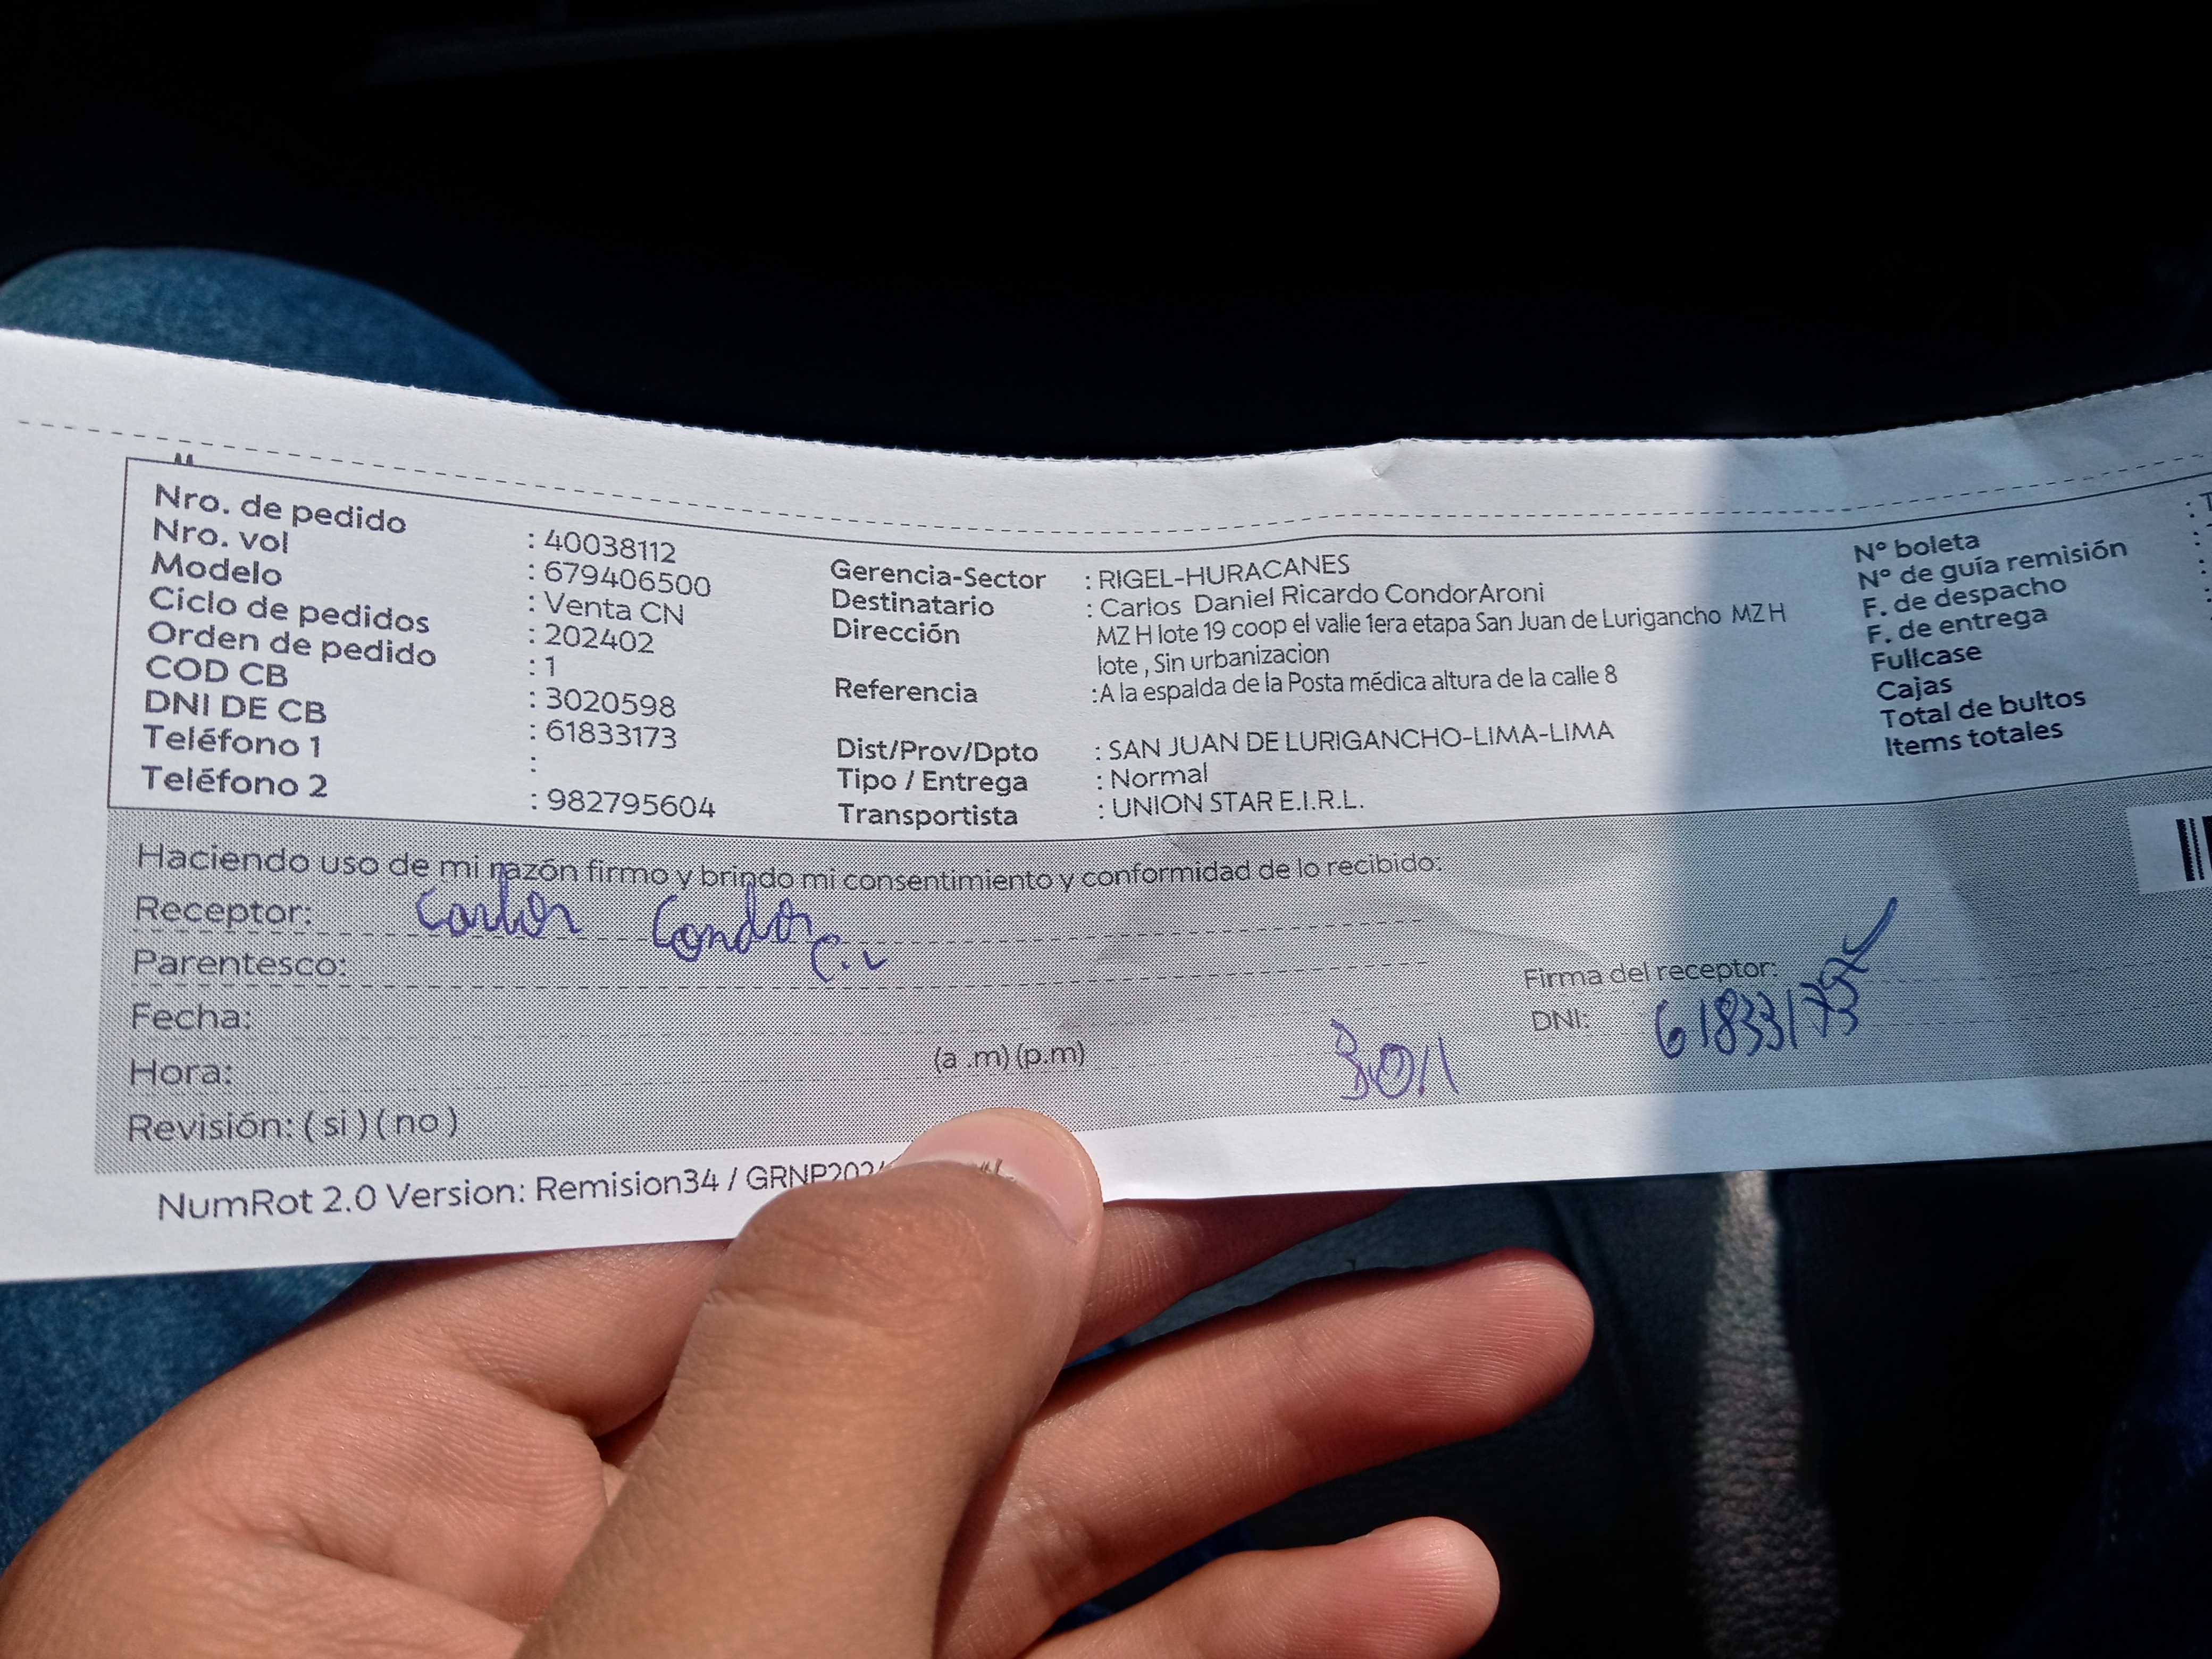 Nro. de pedido : 40038112
Nro. vol : 679406500
Modelo : Venta CN
Ciclo de pedidos : 202402
Orden de pedido : 1
COD CB : 3020598
DNI DE CB : 61833173
Teléfono 1 :
Teléfono 2 : 982795604
Gerencia-Sector : RIGEL-HURACANES
Destinatario : Carlos Daniel Ricardo CondorAroni
Dirección MZ H lote 19 coop el valle 1era etapa San Juan de Lurigancho MZ H
lote , Sin urbanizacion
Referencia :A la espalda de la Posta médica altura de la calle 8
Dist/Prov/Dpto : SAN JUAN DE LURIGANCHO-LIMA-LIMA
Tipo / Entrega : Normal
Transportista : UNION STAR E.I.R.L.
N° boleta :
N° de guía remisión :
F. de despacho :
F. de entrega :
Fullcase
Cajas
Total de bultos
Items totales
Haciendo uso de mi razón firmo y brindo mi consentimiento y conformidad de lo recibido:
Receptor: Carlos Condor
Parentesco: C.L
Fecha:
Hora: (a .m) (p.m)
Revisión: ( si ) ( no )
Firma del receptor:
DNI: 61833173
NumRot 2.0 Version: Remision34 / GRNP202